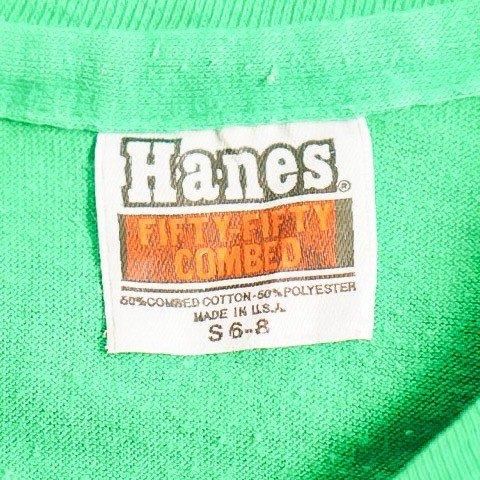 Hanes®
FIFTY-FIFTY
COMBED
50% COMBED COTTON-50% POLYESTER
MADE IN U.S.A.
S 6-8